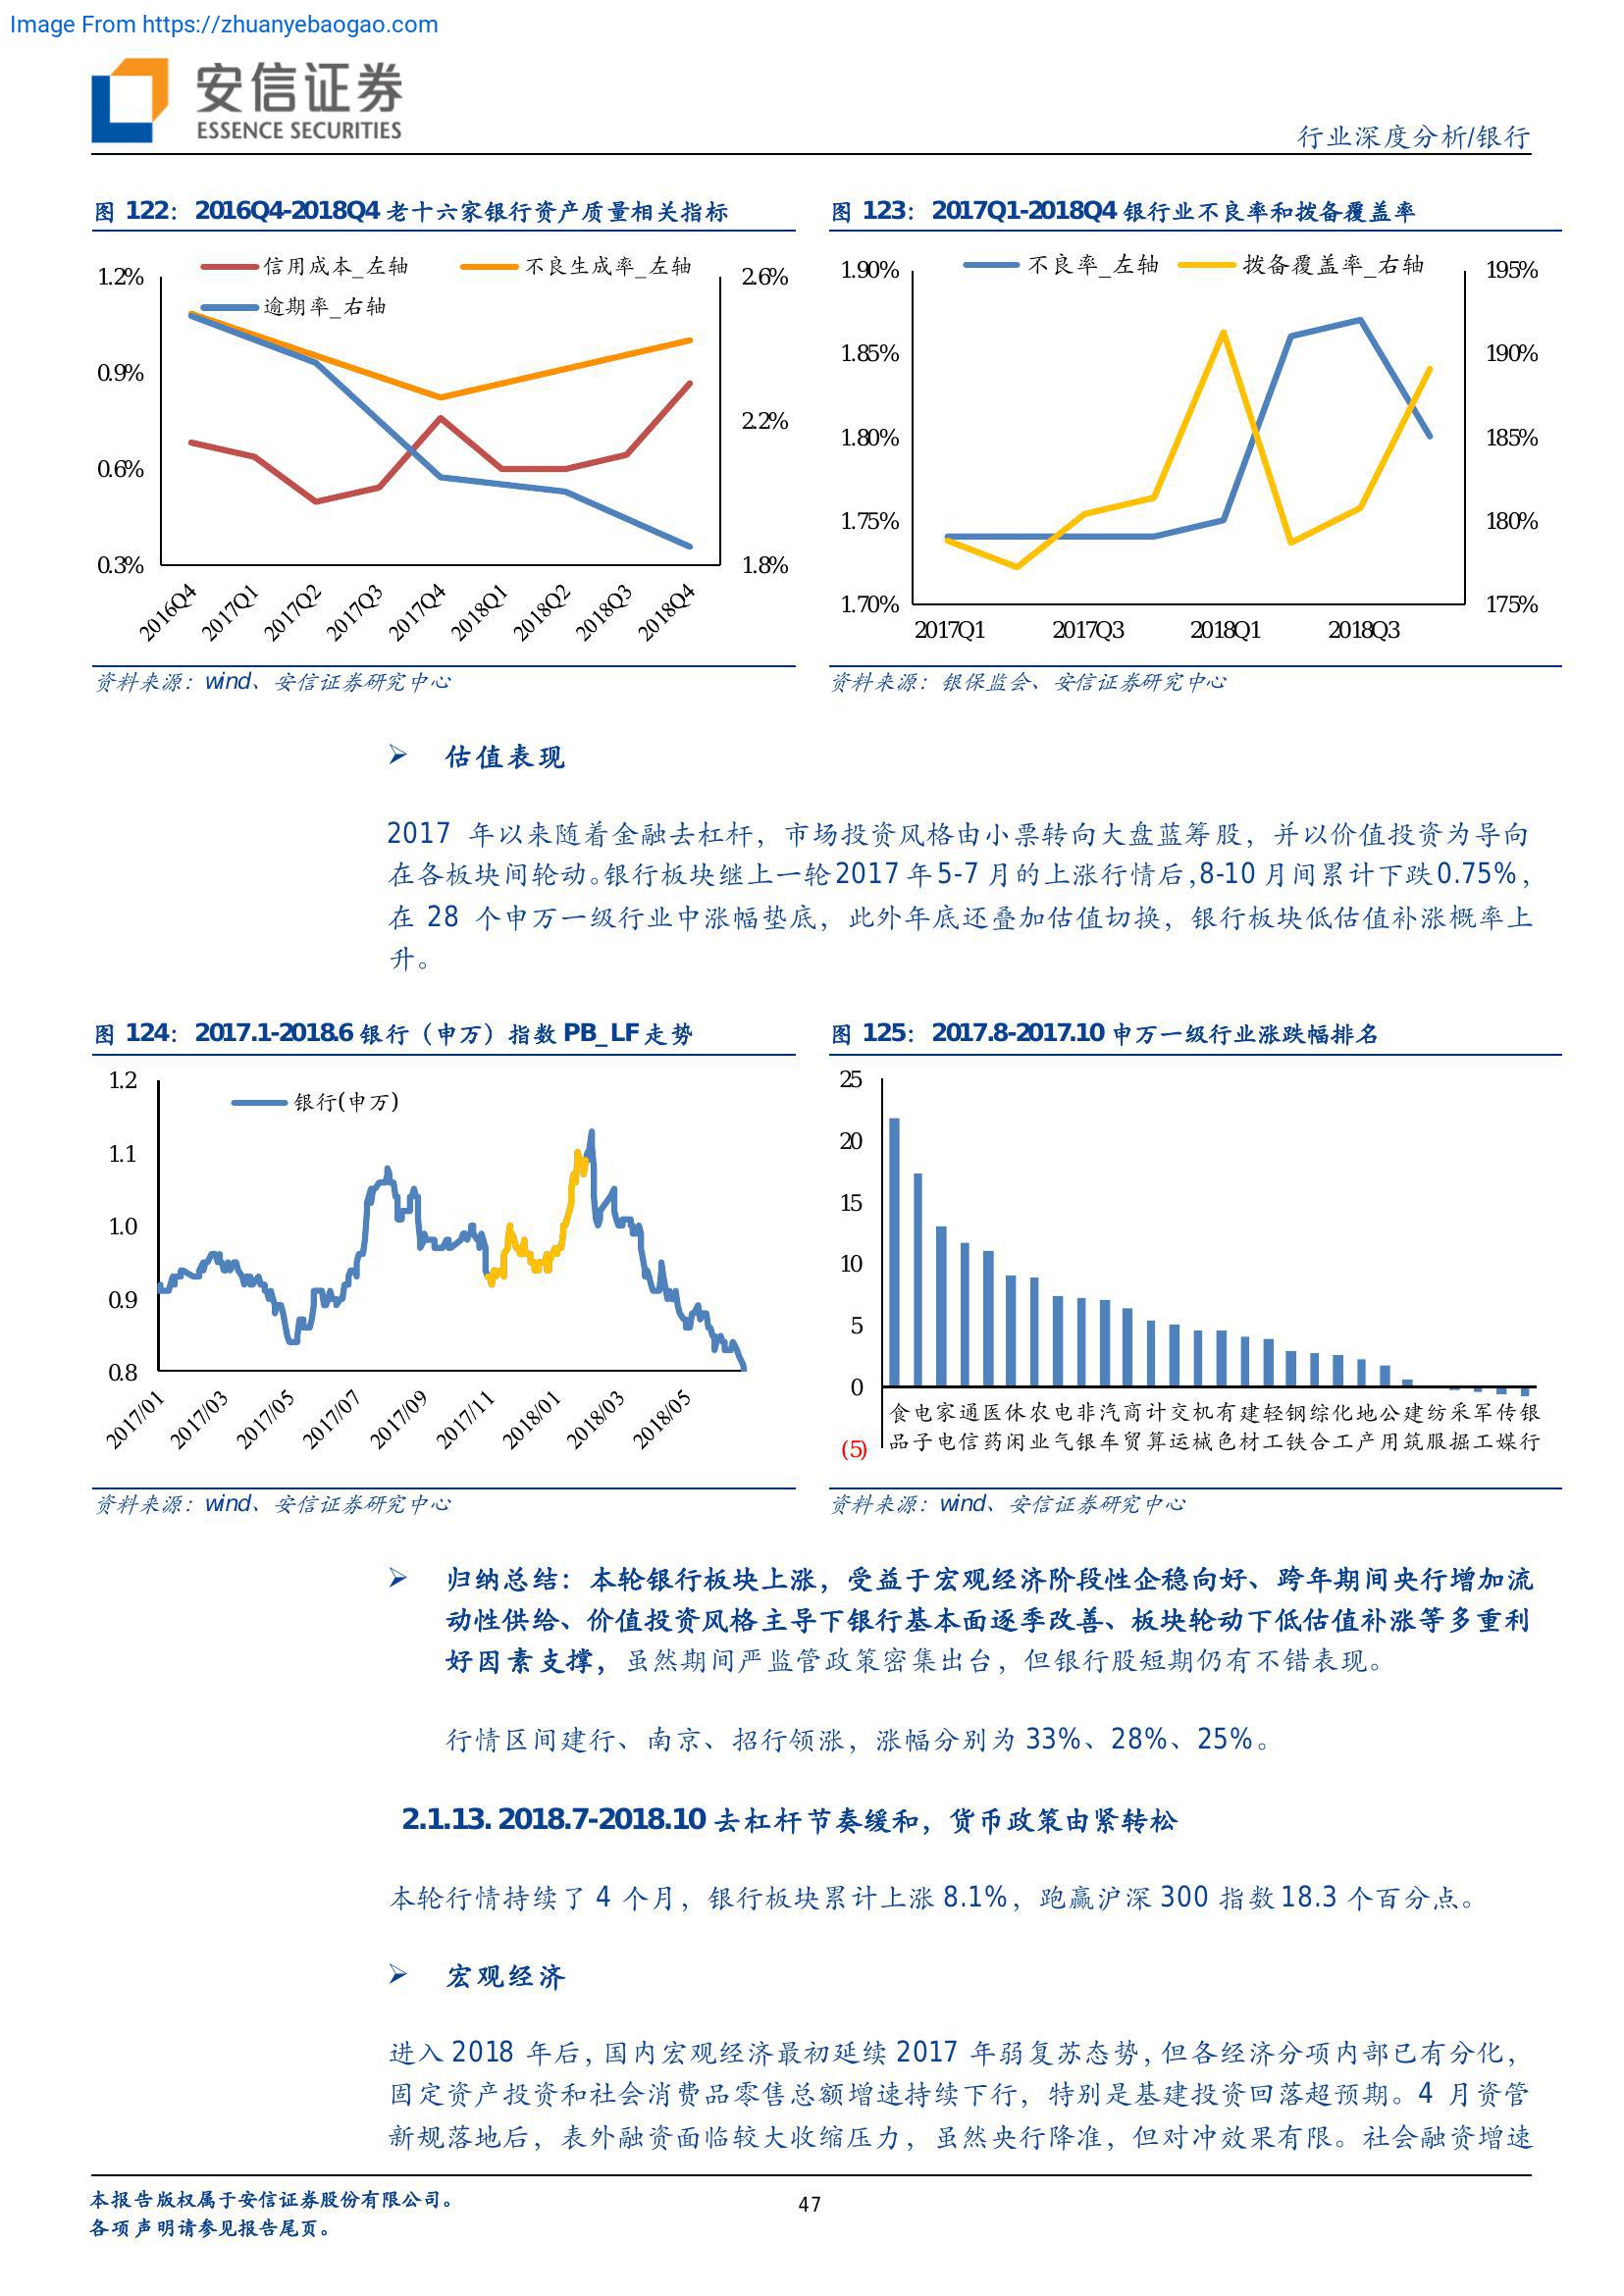 Image From https://zhuanyebaogao.com
安信证券
ESSENCE SECURITIES
行业深度分析/银行
图 122： 2016Q4-2018Q4 老十六家银行资产质量相关指标
信用成本_左轴 不良生成率_左轴
逾期率_右轴
1.2%
0.9%
0.6%
0.3%
2.6%
2.2%
1.8%
2016Q4 2017Q1 2017Q2 2017Q3 2017Q4 2018Q1 2018Q2 2018Q3 2018Q4
资料来源：wind、安信证券研究中心
图 123： 2017Q1-2018Q4 银行业不良率和拨备覆盖率
不良率_左轴 拨备覆盖率_右轴
1.90%
1.85%
1.80%
1.75%
1.70%
195%
190%
185%
180%
175%
2017Q1 2017Q3 2018Q1 2018Q3
资料来源：银保监会、安信证券研究中心
➢ 估值表现
2017 年以来随着金融去杠杆，市场投资风格由小票转向大盘蓝筹股，并以价值投资为导向
在各板块间轮动。银行板块继上一轮 2017 年 5-7 月的上涨行情后，8-10 月间累计下跌 0.75%，
在 28 个申万一级行业中涨幅垫底，此外年底还叠加估值切换，银行板块低估值补涨概率上
升。
图 124： 2017.1-2018.6 银行（申万）指数 PB_LF 走势
银行(申万)
1.2
1.1
1.0
0.9
0.8
2017/01 2017/03 2017/05 2017/07 2017/09 2017/11 2018/01 2018/03 2018/05
资料来源：wind、安信证券研究中心
图 125： 2017.8-2017.10 申万一级行业涨跌幅排名
25
20
15
10
5
0
(5)
食电家通医休农电非汽商计交机有建轻钢综化地公建纺采军传银
品子电信药闲业气银车贸算运械色材工铁合工产用筑服掘工媒行
资料来源：wind、安信证券研究中心
➢ 归纳总结：本轮银行板块上涨，受益于宏观经济阶段性企稳向好、跨年期间央行增加流
动性供给、价值投资风格主导下银行基本面逐季改善、板块轮动下低估值补涨等多重利
好因素支撑，虽然期间严监管政策密集出台，但银行股短期仍有不错表现。
行情区间建行、南京、招行领涨，涨幅分别为 33%、28%、25%。
2.1.13. 2018.7-2018.10 去杠杆节奏缓和，货币政策由紧转松
本轮行情持续了 4 个月，银行板块累计上涨 8.1%，跑赢沪深 300 指数 18.3 个百分点。
➢ 宏观经济
进入 2018 年后，国内宏观经济最初延续 2017 年弱复苏态势，但各经济分项内部已有分化，
固定资产投资和社会消费品零售总额增速持续下行，特别是基建投资回落超预期。4 月资管
新规落地后，表外融资面临较大收缩压力，虽然央行降准，但对冲效果有限。社会融资增速
本报告版权属于安信证券股份有限公司。
各项声明请参见报告尾页。
47